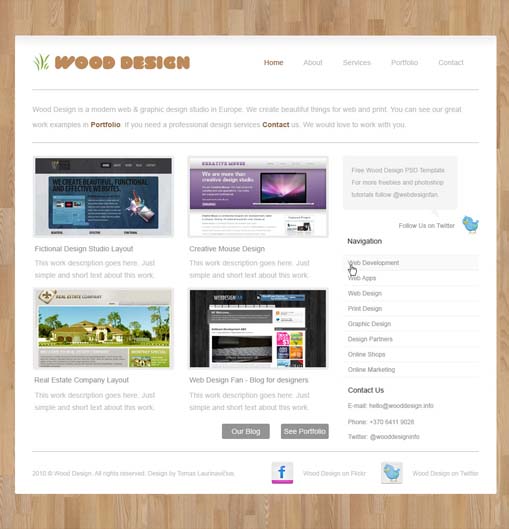 WOOD DESIGN
Home About Services Portfolio Contact
Wood Design is a modern web & graphic design studio in Europe. We create beautiful things for web and print. You can see our great
work examples in Portfolio. If you need a professional design services Contact us. We would love to work with you.
WE CREATE BEAUTIFUL, AND
EFFECTIVE WEBSITES.
Fictional Design Studio Layout
This work description goes here. Just
simple and short text about this work.
CREATIVE MOUSE
We are more than
creative design studio.
Creative Mouse Design
This work description goes here. Just
simple and short text about this work.
REAL ESTATE COMPANY
MONTHLY SPECIAL
Real Estate Company Layout
This work description goes here. Just
simple and short text about this work.
WEBDESIGNFAN
Web Design Fan - Blog for designers
This work description goes here. Just
simple and short text about this work.
Our Blog See Portfolio
Free Wood Design PSD Template
For more freebies and photoshop
tutorials follow @webdesignfan.
Follow Us on Twitter
Navigation
Web Development
Web Apps
Web Design
Print Design
Graphic Design
Design Partners
Online Shops
Online Marketing
Contact Us
E-mail: hello@wooddesign.info
Phone: +370 6411 9028
Twitter: @wooddesigninfo
2010 © Wood Design. All rights reserved. Design by Tomas Laurinavičius.
Wood Design on Flickr
Wood Design on Twitter